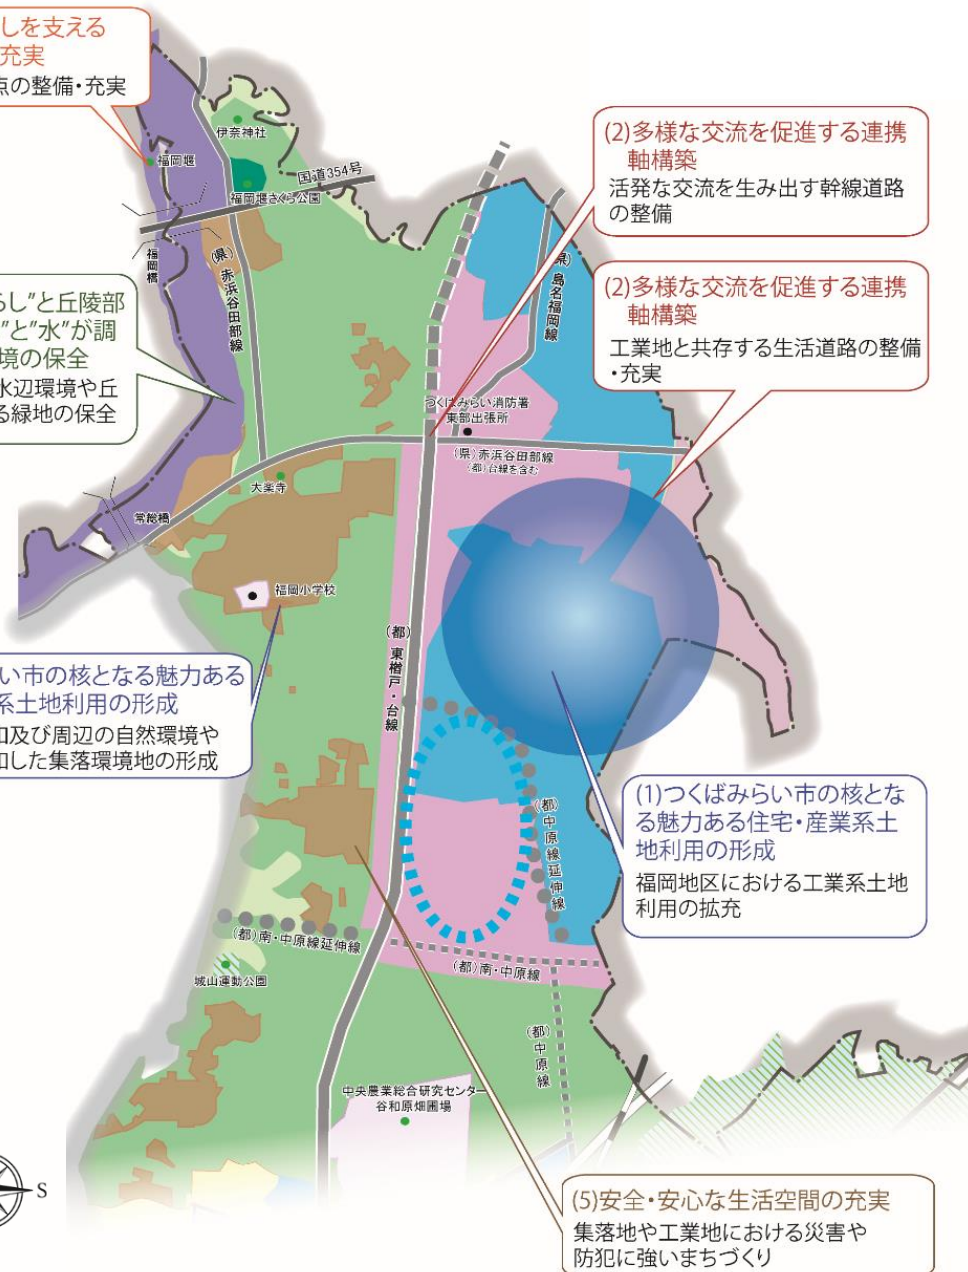 しを支える
充実
点の整備・充実
伊奈神社
福岡堰
国道354号
福岡堰さくら公園
福岡橋
(県)赤浜谷田部線
(県)島名福岡線
(2)多様な交流を促進する連携
軸構築
活発な交流を生み出す幹線道路
の整備
(2)多様な交流を促進する連携
軸構築
工業地と共存する生活道路の整備
・充実
らし”と丘陵部
”と”水”が調
境の保全
水辺環境や丘
る緑地の保全
つくばみらい消防署
東部出張所
(県)赤浜谷田部線
(都)台線を含む
大楽寺
常総橋
福岡小学校
(都)東楢戸・台線
い市の核となる魅力ある
系土地利用の形成
和及び周辺の自然環境や
和した集落環境地の形成
(1)つくばみらい市の核とな
る魅力ある住宅・産業系土
地利用の形成
福岡地区における工業系土地
利用の拡充
(都)中原線延伸線
(都)南・中原線延伸線
(都)南・中原線
城山運動公園
(都)中原線
中央農業総合研究センター
谷和原畑圃場
S
(5)安全・安心な生活空間の充実
集落地や工業地における災害や
防犯に強いまちづくり